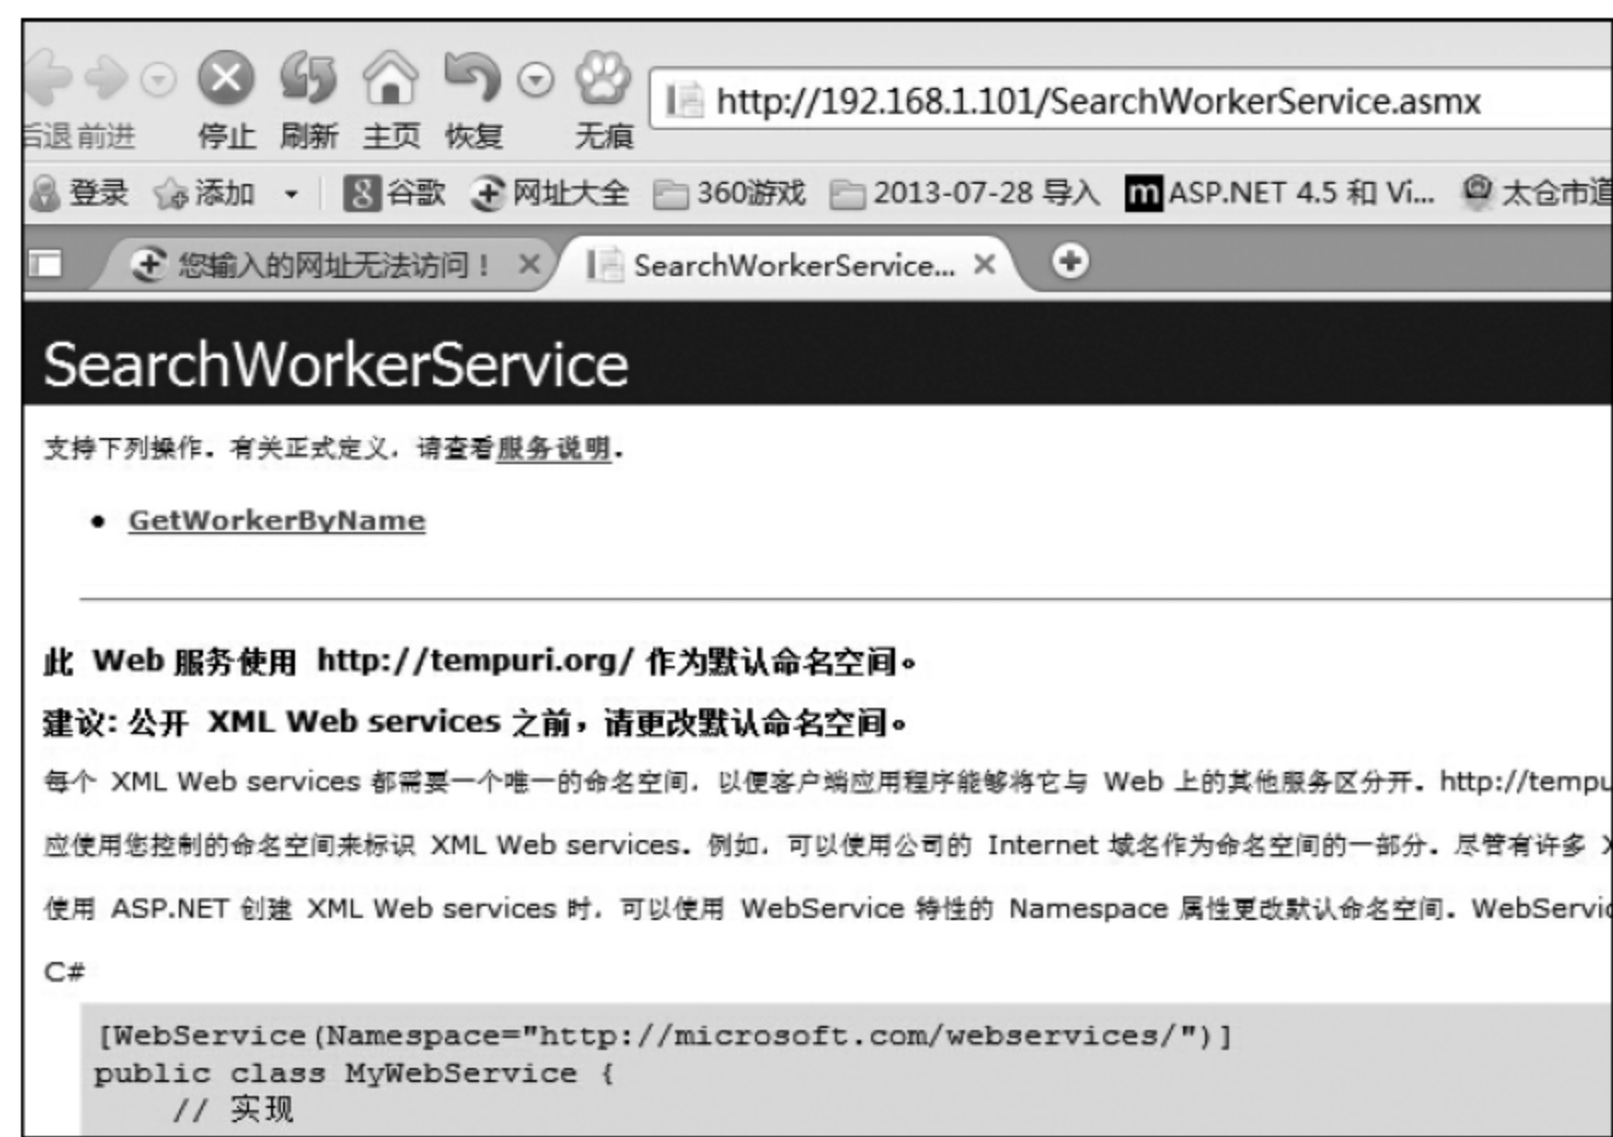 http://192.168.1.101/SearchWorkerService.asmx
后退 前进 停止 刷新 主页 恢复 无痕
登录 添加 谷歌 网址大全 360游戏 2013-07-28 导入 ASP.NET 4.5 和 Vi... 太仓市道
您输入的网址无法访问！ SearchWorkerService...
SearchWorkerService
支持下列操作。有关正式定义，请查看服务说明。
• GetWorkerByName
此 Web 服务使用 http://tempuri.org/ 作为默认命名空间。
建议: 公开 XML Web services 之前，请更改默认命名空间。
每个 XML Web services 都需要一个唯一的命名空间，以便客户端应用程序能够将它与 Web 上的其他服务区分开。http://tempu
应使用您控制的命名空间来标识 XML Web services。例如，可以使用公司的 Internet 域名作为命名空间的一部分。尽管有许多 X
使用 ASP.NET 创建 XML Web services 时，可以使用 WebService 特性的 Namespace 属性更改默认命名空间。WebServic
C#
[WebService(Namespace="http://microsoft.com/webservices/")]
public class MyWebService {
// 实现